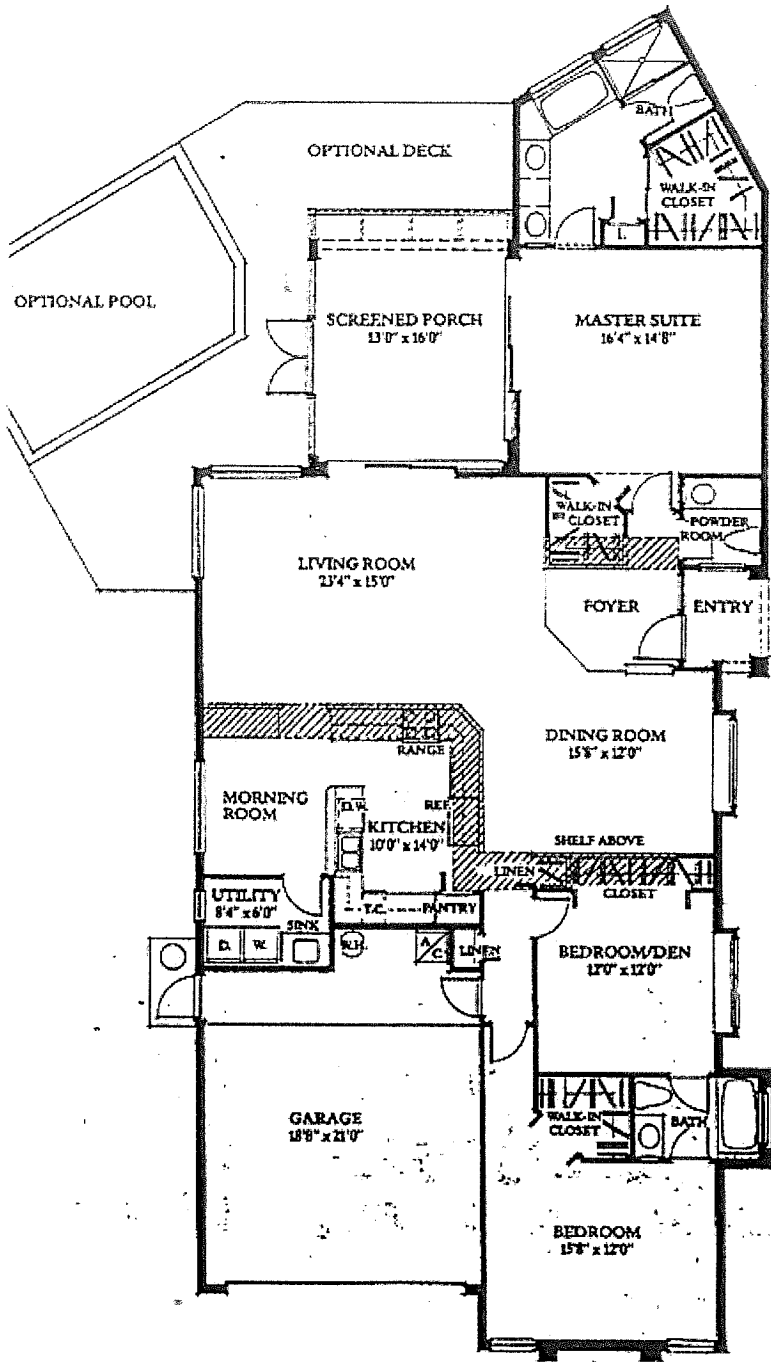 BATH
OPTIONAL DECK
WALK-IN
CLOSET
L.
OPTIONAL POOL
SCREENED PORCH
13'0" x 16'0"
MASTER SUITE
16'4" x 14'8"
WALK-IN
CLOSET
POWDER
ROOM
LIVING ROOM
23'4" x 15'0"
FOYER
ENTRY
DINING ROOM
15'8" x 12'0"
RANGE
MORNING
ROOM
D.W.
REF.
KITCHEN
10'0" x 14'0"
SHELF ABOVE
LINEN
CLOSET
UTILITY
8'4" x 6'0"
SINK
T.C.
PANTRY
D.
W.
W.H.
A/C
LINEN
BEDROOM/DEN
12'0" x 12'0"
GARAGE
18'8" x 21'0"
WALK-IN
CLOSET
BATH
BEDROOM
15'8" x 12'0"